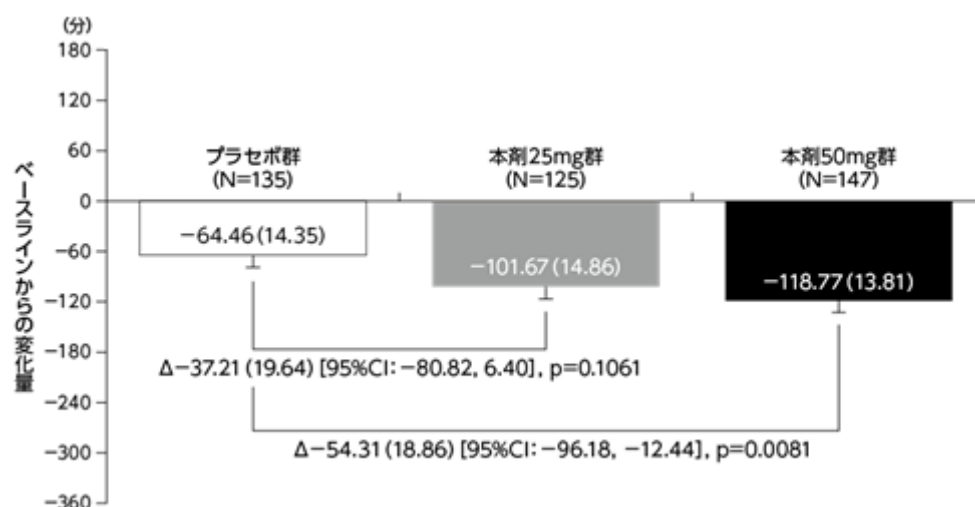 (分)
180
120
60
0
−60
−120
−180
−240
−300
−360
ベースラインからの変化量
プラセボ群
(N=135)
本剤25mg群
(N=125)
本剤50mg群
(N=147)
−64.46(14.35)
−101.67(14.86)
−118.77(13.81)
Δ−37.21(19.64) [95%CI:−80.82, 6.40], p=0.1061
Δ−54.31(18.86) [95%CI:−96.18, −12.44], p=0.0081